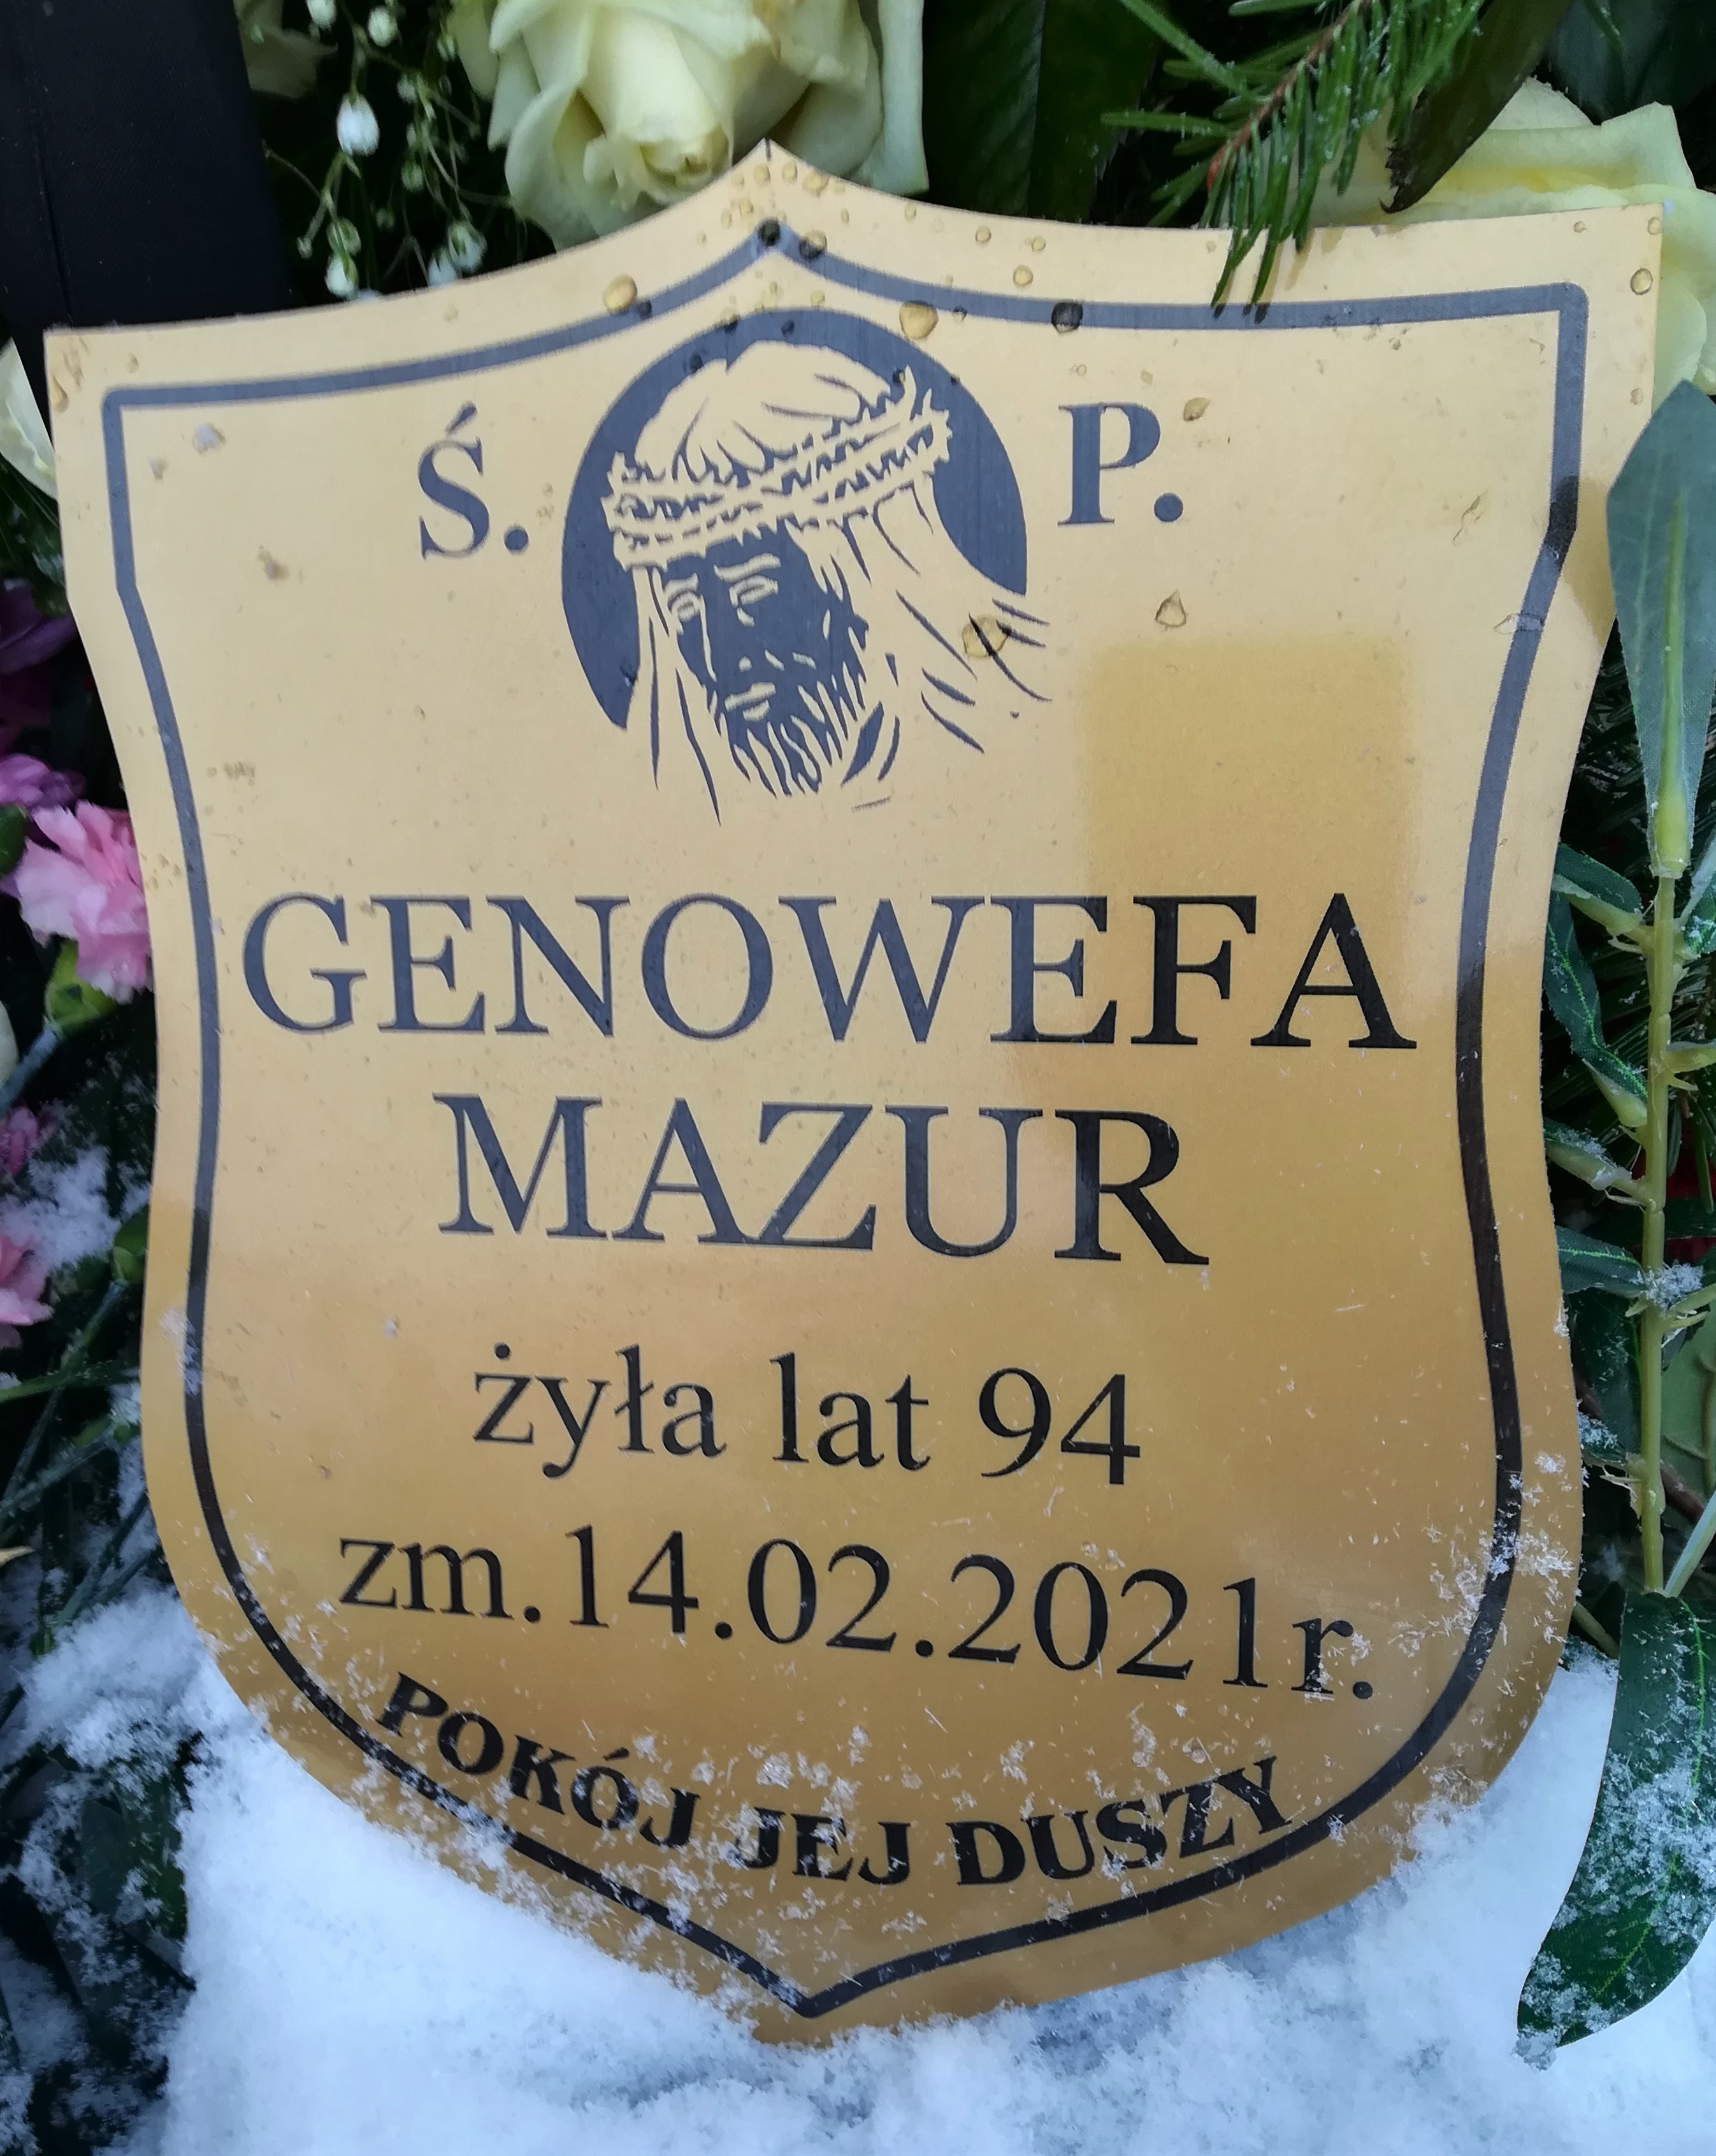 Ś. P.
GENOWEFA
MAZUR
żyła lat 94
zm.14.02.2021r.
POKÓJ JEJ DUSZY